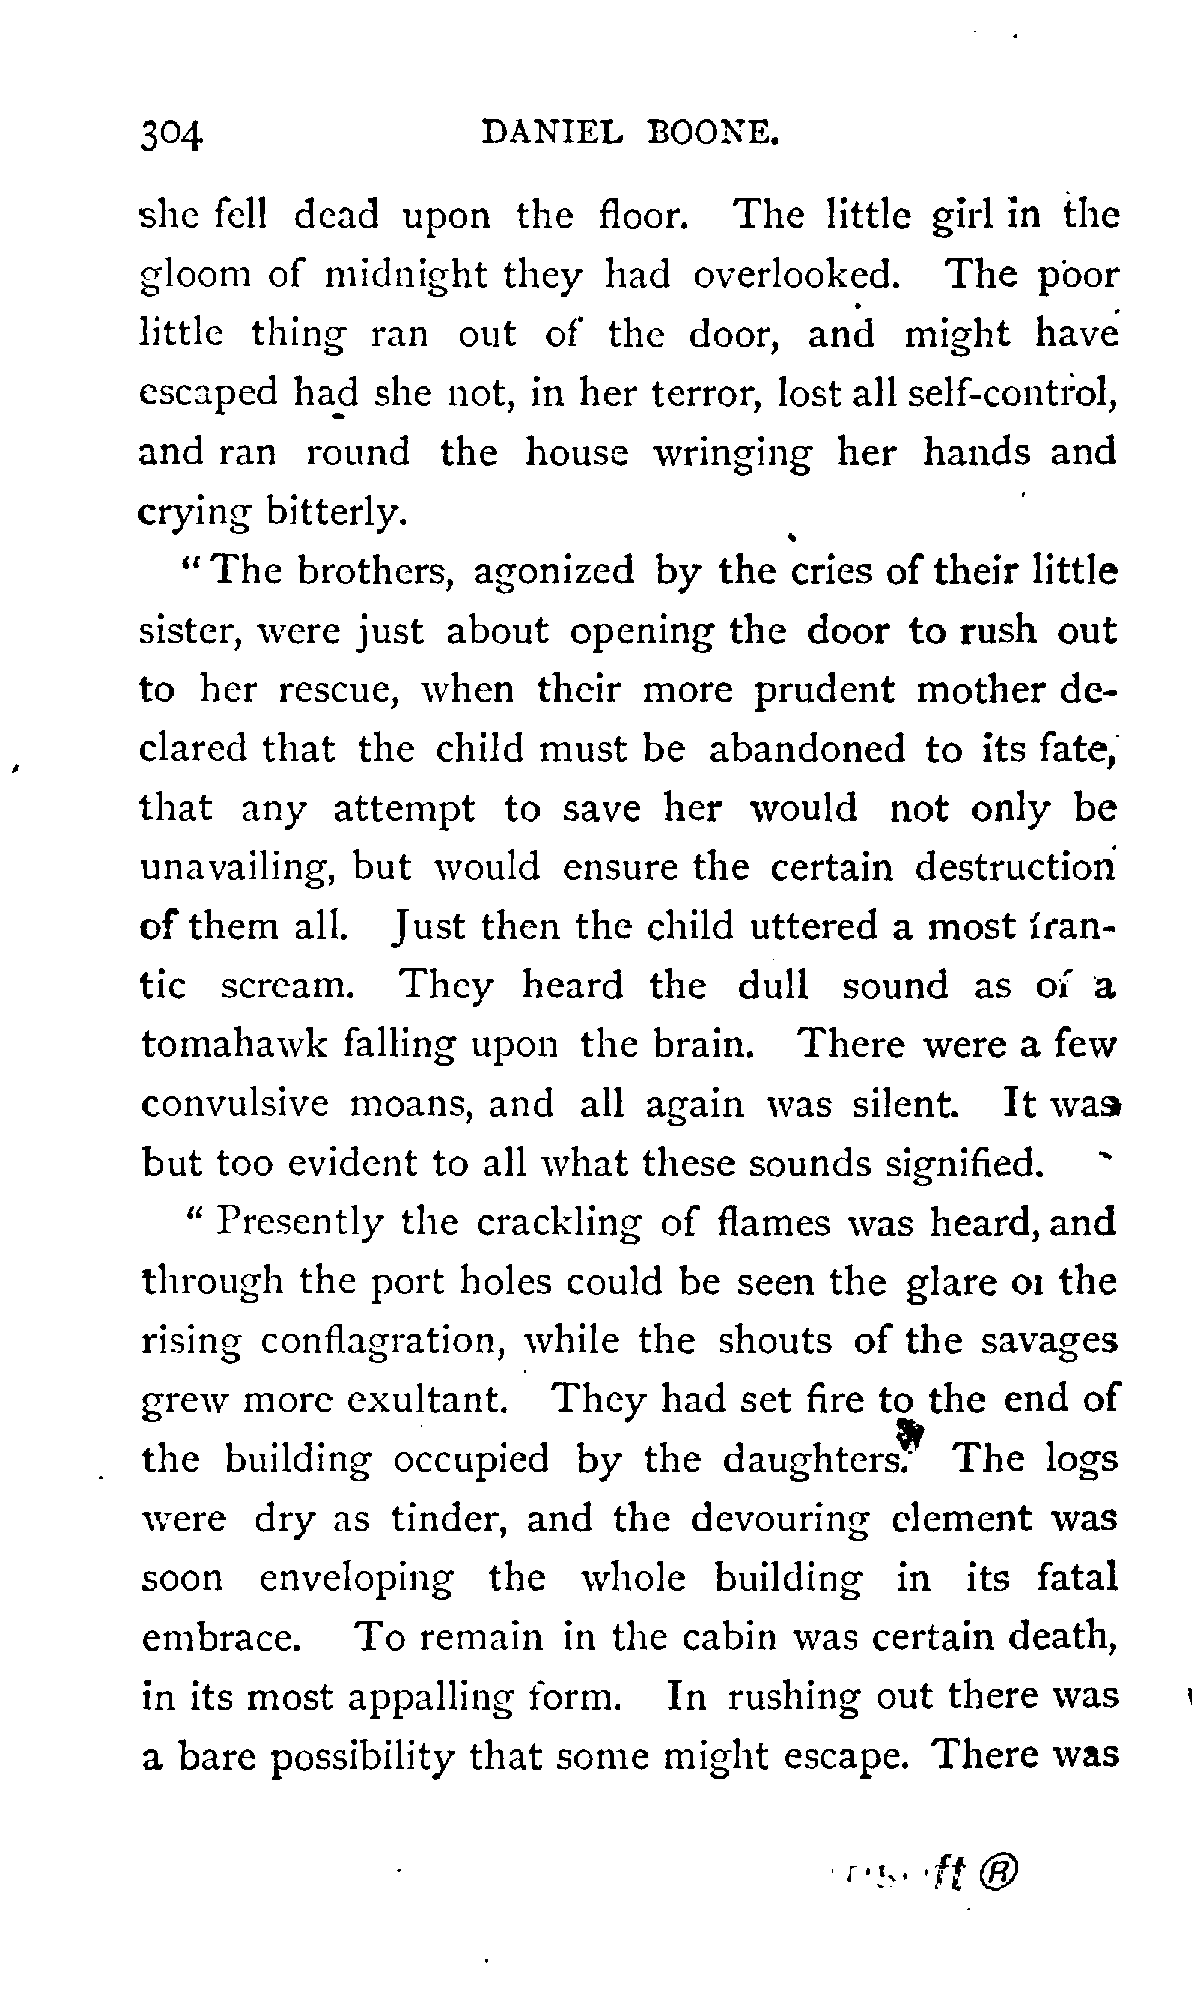 304 DANIEL BOONE.
she fell dead upon the floor. The little girl in the
gloom of midnight they had overlooked. The poor
little thing ran out of the door, and might have
escaped had she not, in her terror, lost all self-control,
and ran round the house wringing her hands and
crying bitterly.
"The brothers, agonized by the cries of their little
sister, were just about opening the door to rush out
to her rescue, when their more prudent mother de-
clared that the child must be abandoned to its fate,
that any attempt to save her would not only be
unavailing, but would ensure the certain destruction
of them all. Just then the child uttered a most fran-
tic scream. They heard the dull sound as of a
tomahawk falling upon the brain. There were a few
convulsive moans, and all again was silent. It was
but too evident to all what these sounds signified.
" Presently the crackling of flames was heard, and
through the port holes could be seen the glare of the
rising conflagration, while the shouts of the savages
grew more exultant. They had set fire to the end of
the building occupied by the daughters. The logs
were dry as tinder, and the devouring element was
soon enveloping the whole building in its fatal
embrace. To remain in the cabin was certain death,
in its most appalling form. In rushing out there was
a bare possibility that some might escape. There was